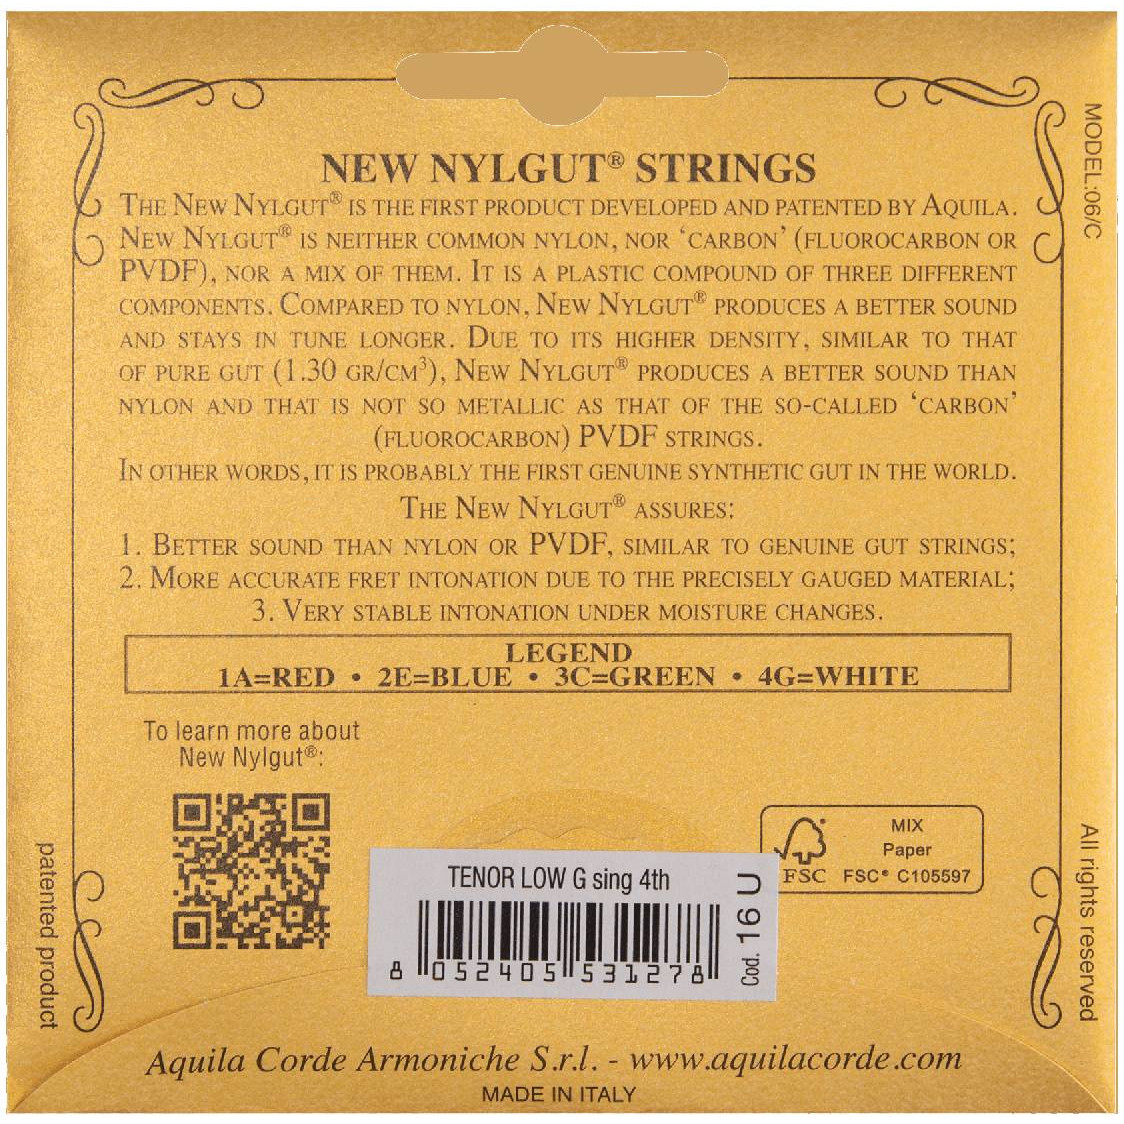 NEW NYLGUT® STRINGS
THE NEW NYLGUT® IS THE FIRST PRODUCT DEVELOPED AND PATENTED BY AQUILA.
NEW NYLGUT® IS NEITHER COMMON NYLON, NOR ‘CARBON’ (FLUOROCARBON OR
PVDF), NOR A MIX OF THEM. IT IS A PLASTIC COMPOUND OF THREE DIFFERENT
COMPONENTS. COMPARED TO NYLON, NEW NYLGUT® PRODUCES A BETTER SOUND
AND STAYS IN TUNE LONGER. DUE TO ITS HIGHER DENSITY, SIMILAR TO THAT
OF PURE GUT (1.30 GR/CM³), NEW NYLGUT® PRODUCES A BETTER SOUND THAN
NYLON AND THAT IS NOT SO METALLIC AS THAT OF THE SO-CALLED ‘CARBON’
(FLUOROCARBON) PVDF STRINGS.
IN OTHER WORDS, IT IS PROBABLY THE FIRST GENUINE SYNTHETIC GUT IN THE WORLD.
THE NEW NYLGUT® ASSURES:
1. BETTER SOUND THAN NYLON OR PVDF, SIMILAR TO GENUINE GUT STRINGS;
2. MORE ACCURATE FRET INTONATION DUE TO THE PRECISELY GAUGED MATERIAL;
3. VERY STABLE INTONATION UNDER MOISTURE CHANGES.
LEGEND
1A=RED • 2E=BLUE • 3C=GREEN • 4G=WHITE
MODEL:06/C
To learn more about
New Nylgut®:
MIX
Paper
FSC FSC® C105597
TENOR LOW G sing 4th
8 052405 531278
Cod. 16 U
patented product
All rights reserved
Aquila Corde Armoniche S.r.l. - www.aquilacorde.com
MADE IN ITALY